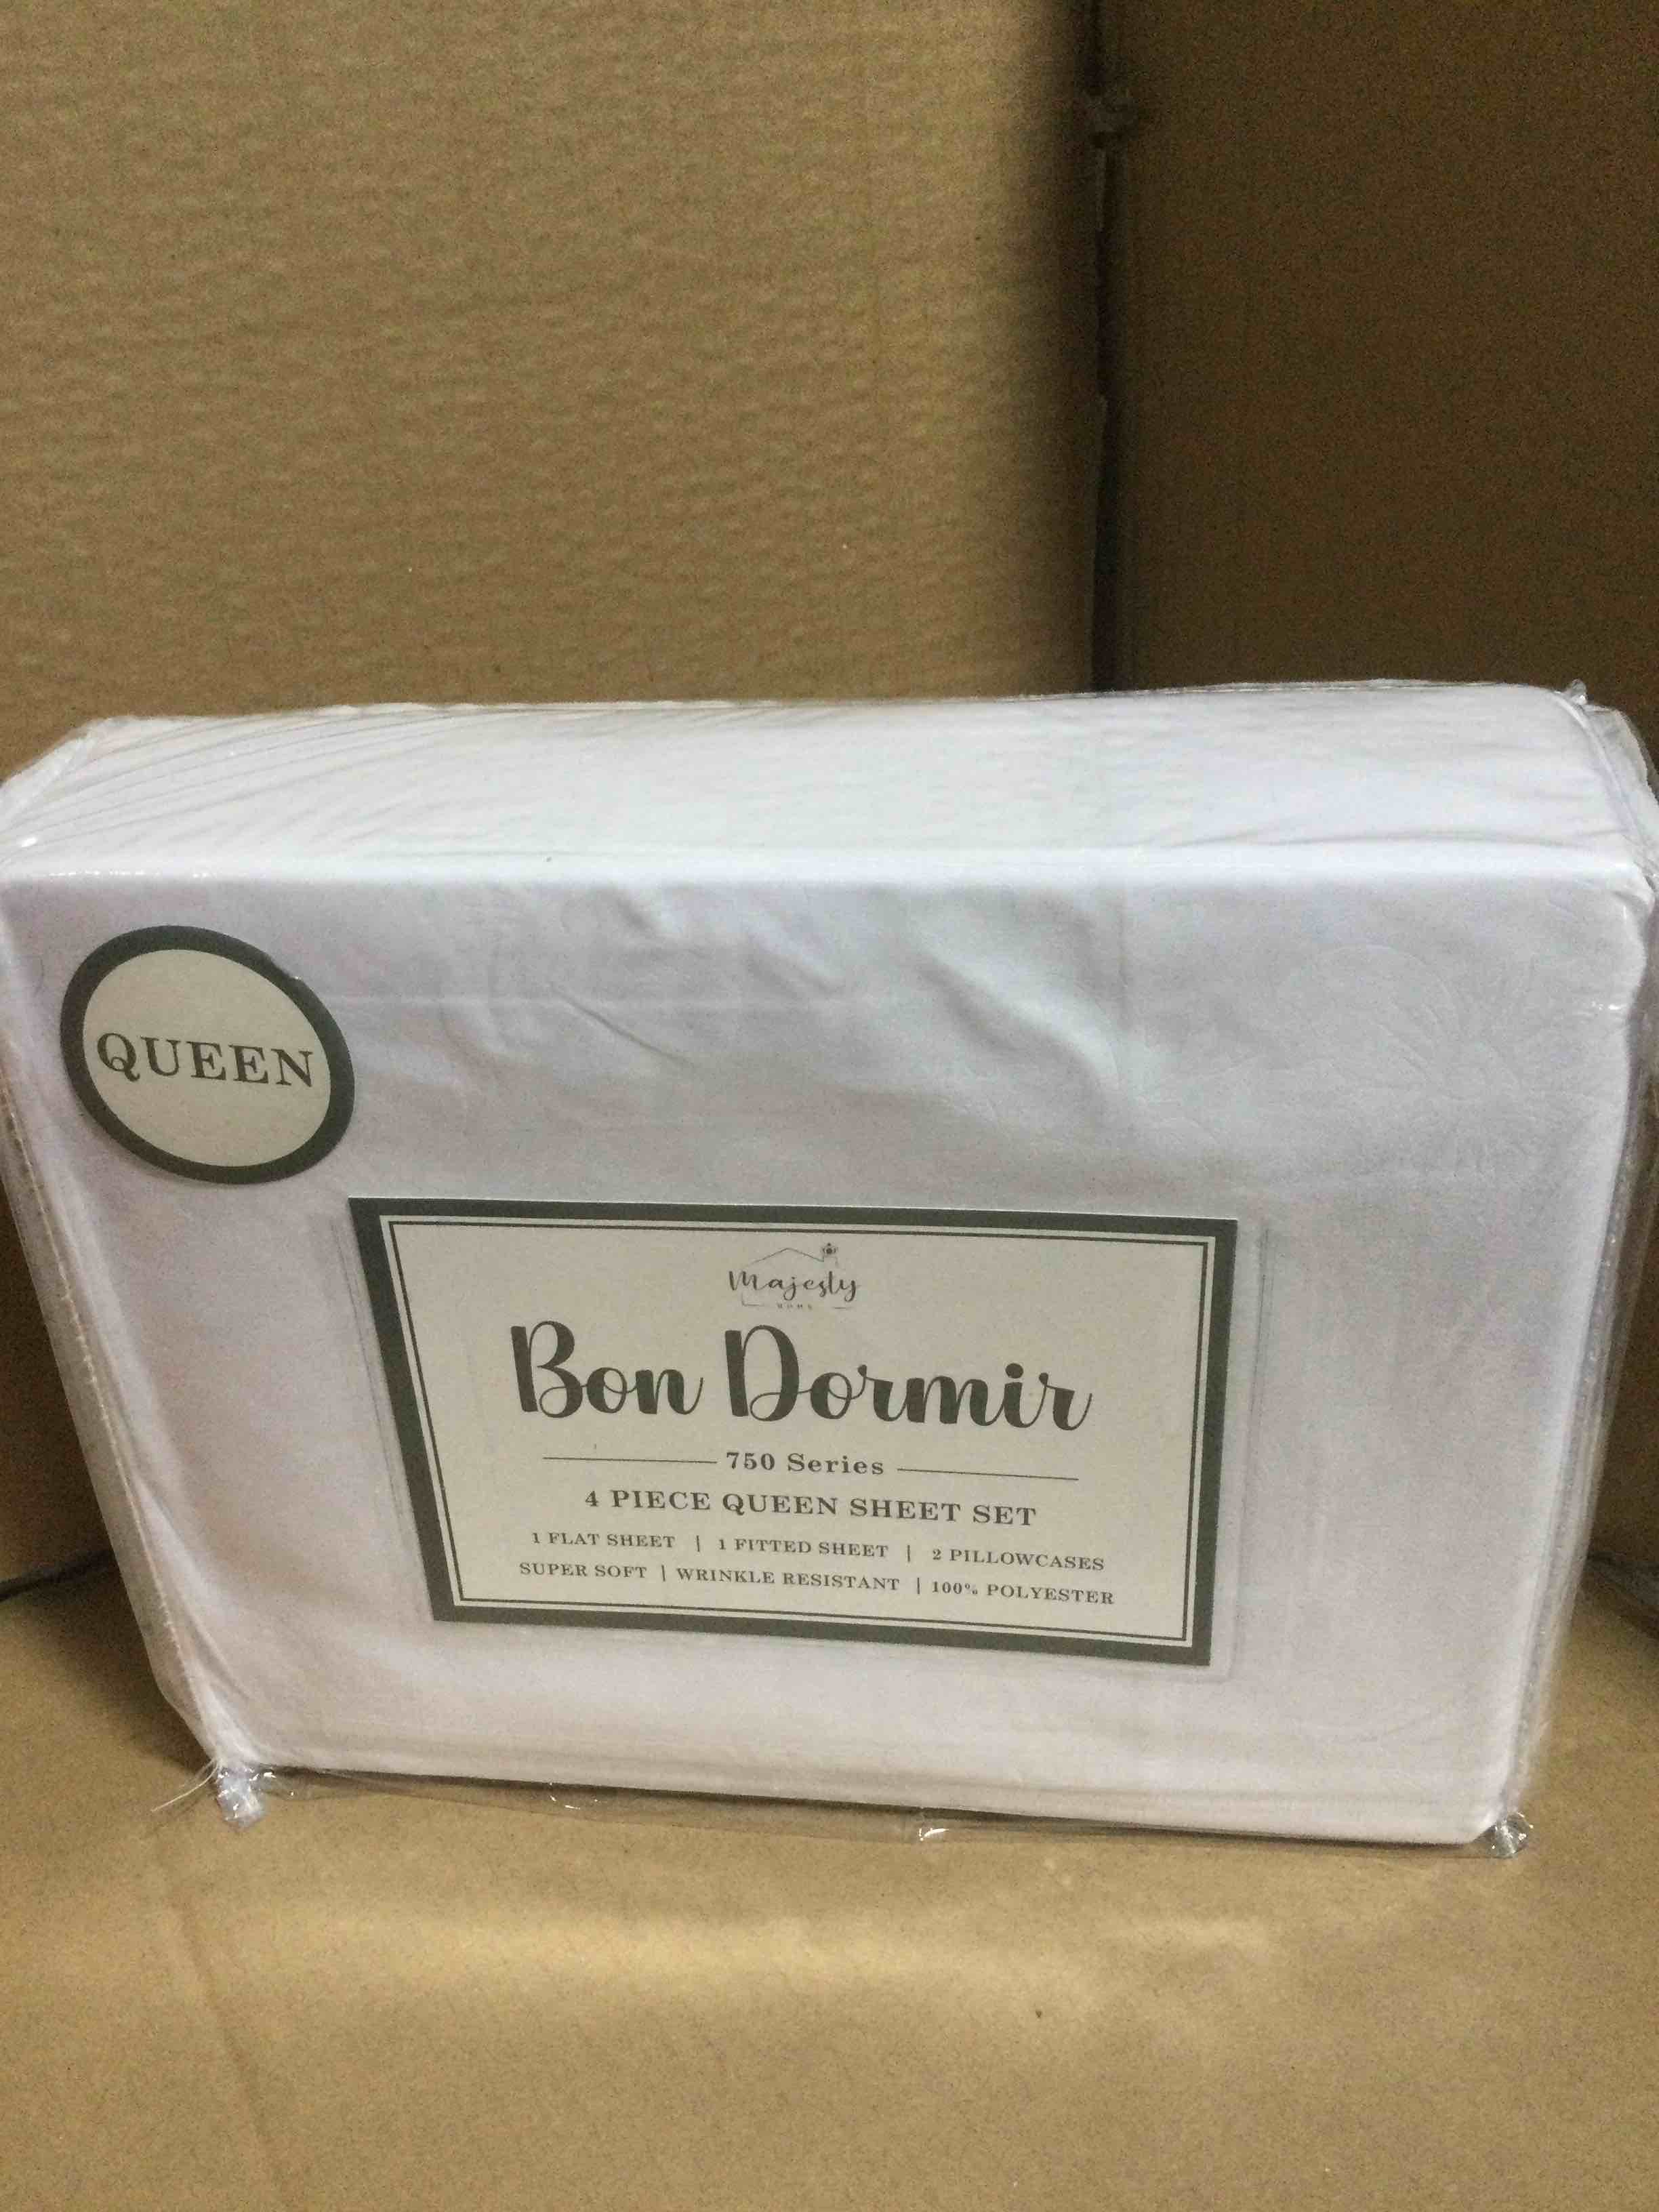 QUEEN
Majesty
HOME
Bon Dormir
750 Series
4 PIECE QUEEN SHEET SET
1 FLAT SHEET | 1 FITTED SHEET | 2 PILLOWCASES
SUPER SOFT | WRINKLE RESISTANT | 100% POLYESTER